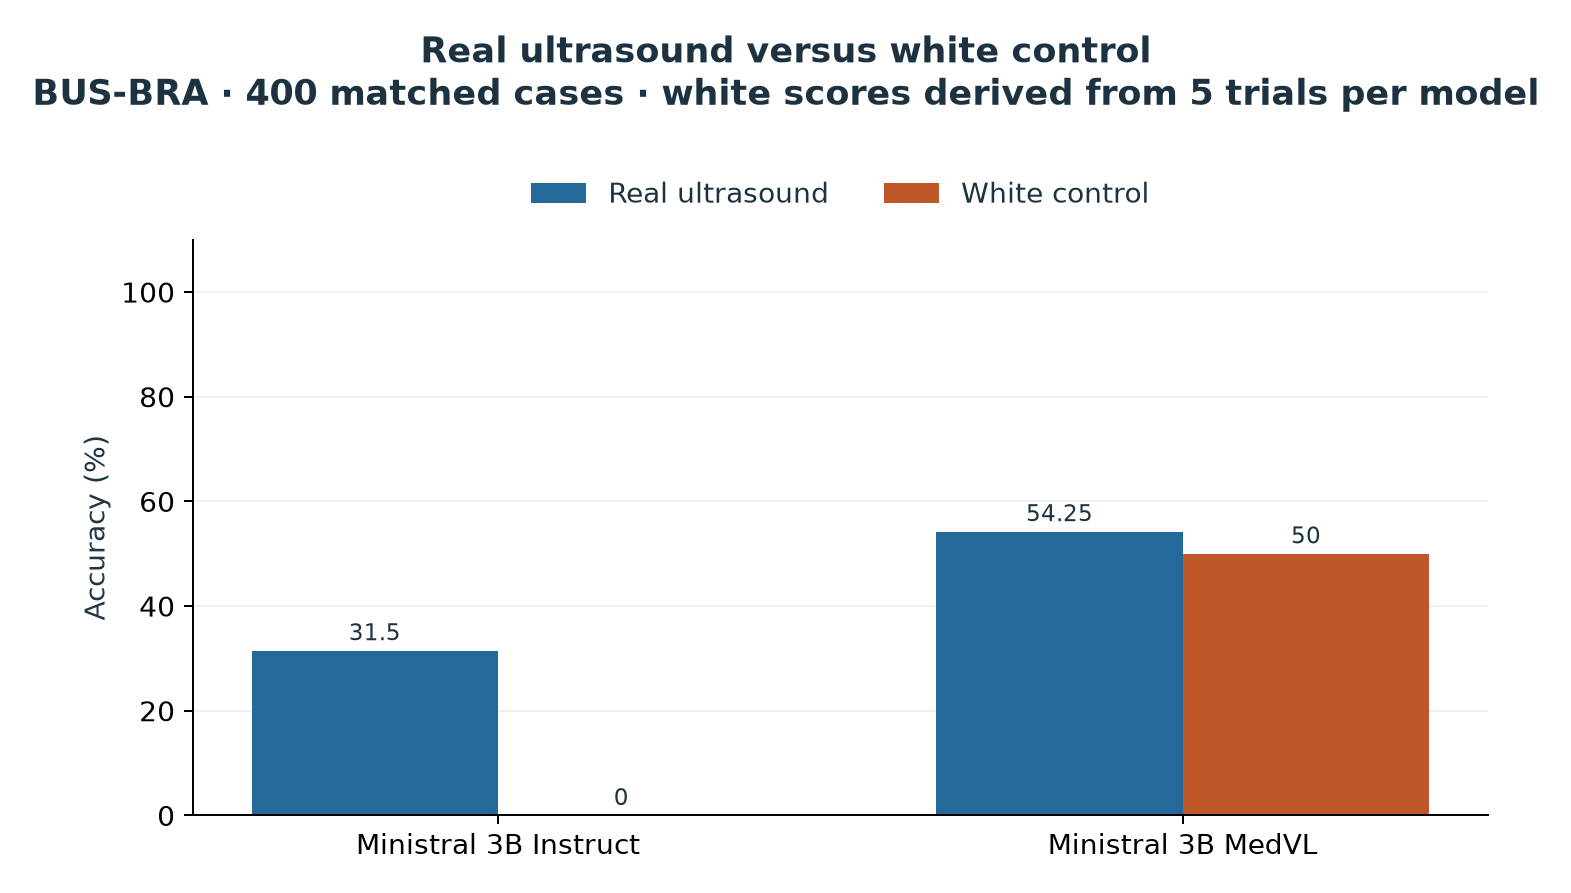 Real ultrasound versus white control
BUS-BRA · 400 matched cases · white scores derived from 5 trials per model
Real ultrasound
White control
Accuracy (%)
100
80
60
40
20
0
31.5
0
54.25
50
Ministral 3B Instruct
Ministral 3B MedVL